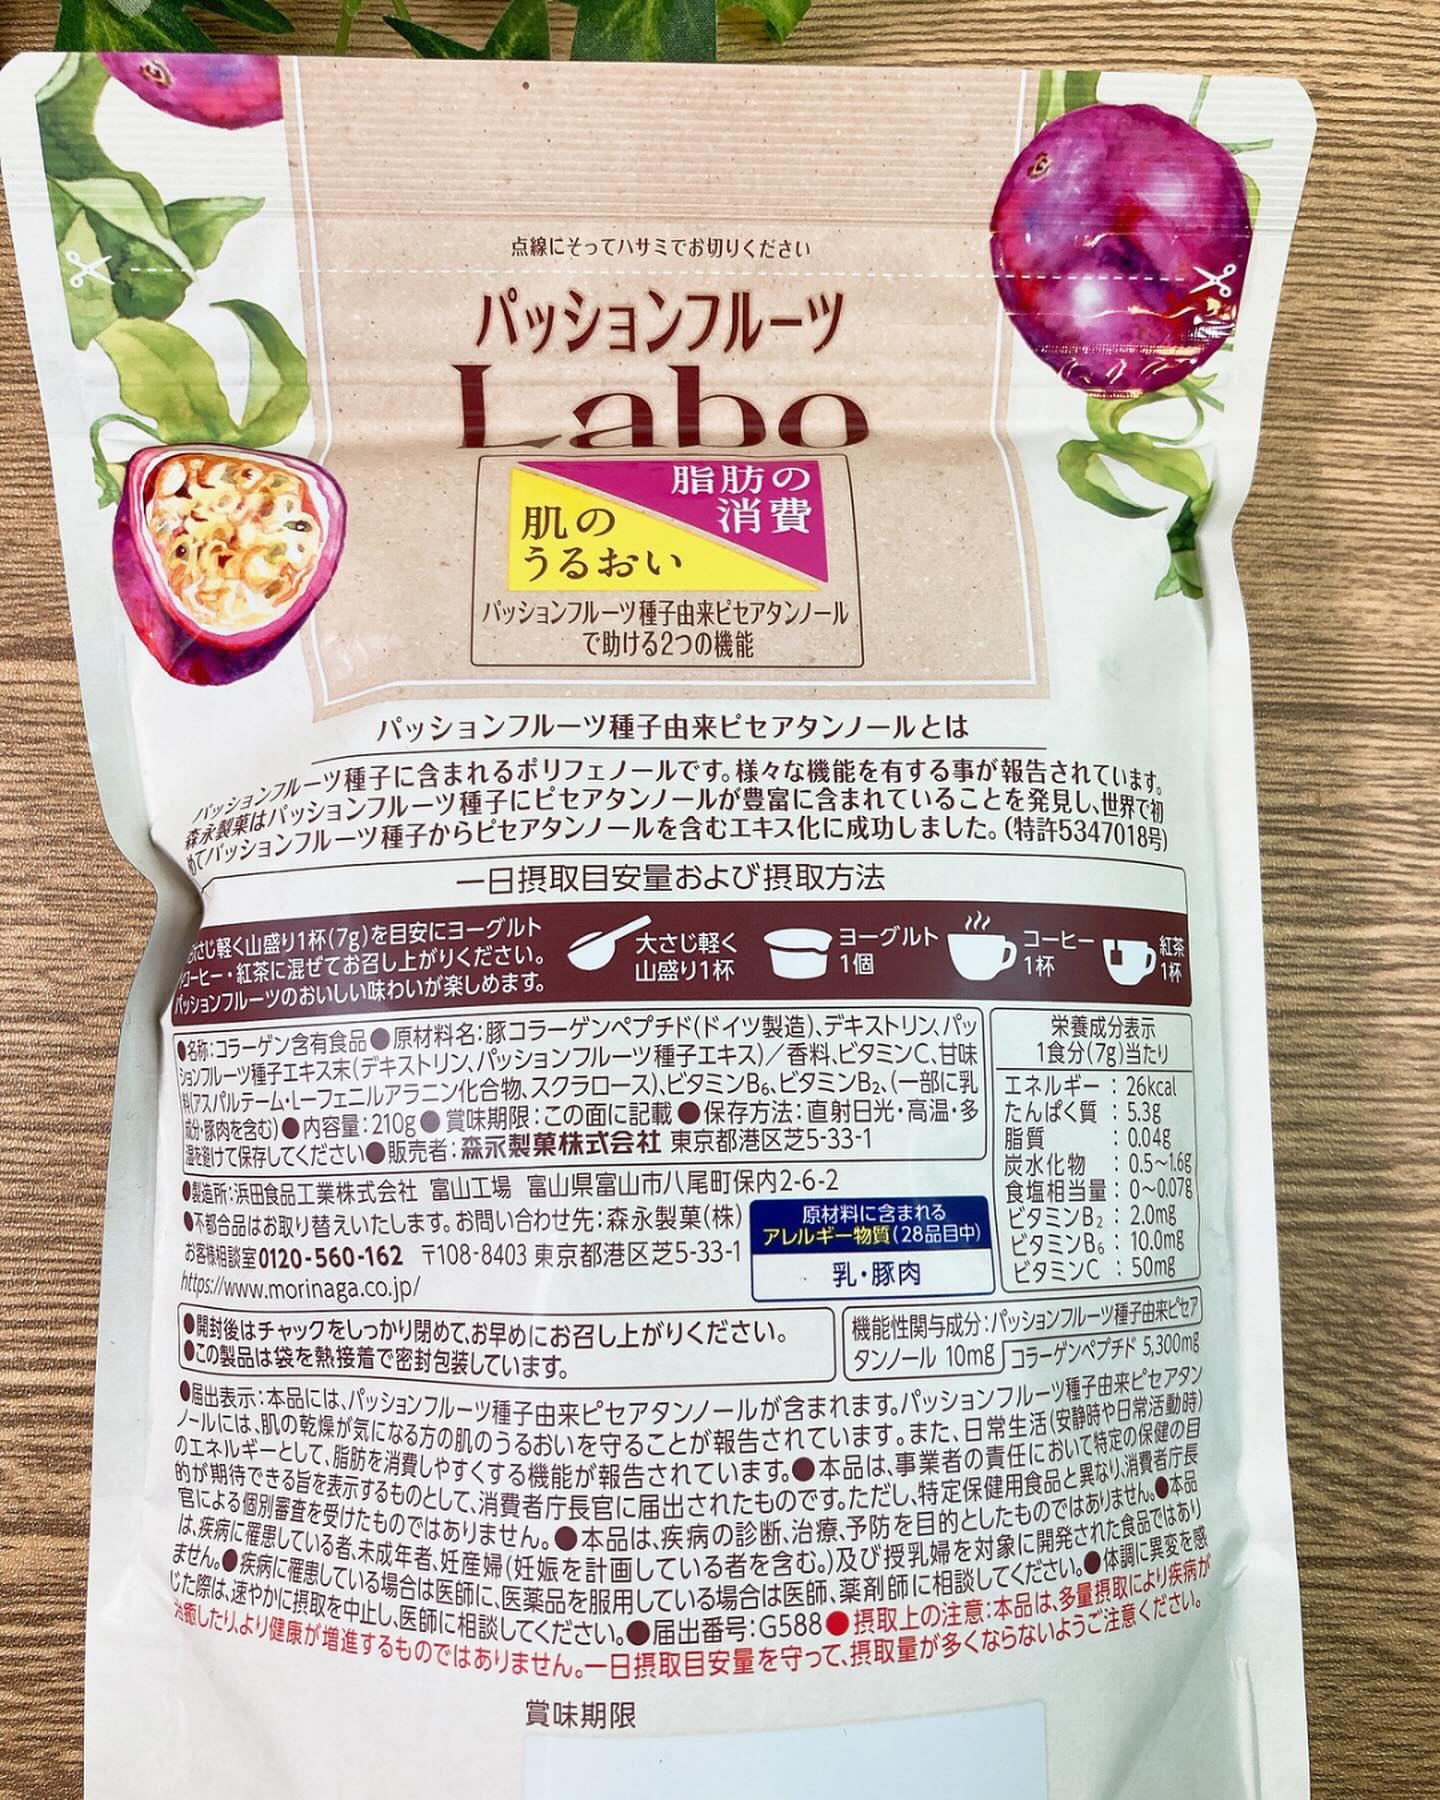 点線にそってハサミでお切りください
パッションフルーツ
Labo
脂肪の
消費
肌の
うるおい
パッションフルーツ種子由来ピセアタンノール
で助ける2つの機能
パッションフルーツ種子由来ピセアタンノールとは
パッションフルーツ種子に含まれるポリフェノールです。様々な機能を有する事が報告されています。
森永製菓はパッションフルーツ種子にピセアタンノールが豊富に含まれていることを発見し、世界で初
めてパッションフルーツ種子からピセアタンノールを含むエキス化に成功しました。(特許5347018号)
一日摂取目安量および摂取方法
大さじ軽く山盛り1杯(7g)を目安にヨーグルト
やコーヒー・紅茶に混ぜてお召し上がりください。
パッションフルーツのおいしい味わいが楽しめます。
大さじ軽く
山盛り1杯
ヨーグルト
1個
コーヒー
1杯
紅茶
1杯
●名称:コラーゲン含有食品●原材料名:豚コラーゲンペプチド(ドイツ製造)、デキストリン、パッ
ションフルーツ種子エキス末(デキストリン、パッションフルーツ種子エキス)/香料、ビタミンC、甘味
料(アスパルテーム・L-フェニルアラニン化合物、スクラロース)、ビタミンB6、ビタミンB2、(一部に乳
成分・豚肉を含む)●内容量:210g●賞味期限:この面に記載●保存方法:直射日光・高温・多
湿を避けて保存してください●販売者:森永製菓株式会社 東京都港区芝5-33-1
●製造所:浜田食品工業株式会社 富山工場 富山県富山市八尾町保内2-6-2
●不都合品はお取り替えいたします。お問い合わせ先:森永製菓(株)
お客様相談室0120-560-162 〒108-8403 東京都港区芝5-33-1
https://www.morinaga.co.jp/
栄養成分表示
1食分(7g)当たり
エネルギー : 26kcal
たんぱく質 : 5.3g
脂質 : 0.04g
炭水化物 : 0.5~1.6g
食塩相当量 : 0~0.07g
ビタミンB2 : 2.0mg
ビタミンB6 : 10.0mg
ビタミンC : 50mg
原材料に含まれる
アレルギー物質(28品目中)
乳・豚肉
●開封後はチャックをしっかり閉めて、お早めにお召し上がりください。
●この製品は袋を熱接着で密封包装しています。
機能性関与成分:パッションフルーツ種子由来ピセア
タンノール 10mg コラーゲンペプチド 5,300mg
●届出表示:本品には、パッションフルーツ種子由来ピセアタンノールが含まれます。パッションフルーツ種子由来ピセアタン
ノールには、肌の乾燥が気になる方の肌のうるおいを守ることが報告されています。また、日常生活(安静時や日常活動時)
のエネルギーとして、脂肪を消費しやすくする機能が報告されています。●本品は、事業者の責任において特定の保健の目
的が期待できる旨を表示するものとして、消費者庁長官に届出されたものです。ただし、特定保健用食品と異なり、消費者庁長
官による個別審査を受けたものではありません。●本品は、疾病の診断、治療、予防を目的としたものではありません。●本品
は、疾病に罹患している者、未成年者、妊産婦(妊娠を計画している者を含む。)及び授乳婦を対象に開発された食品ではあり
ません。●疾病に罹患している場合は医師に、医薬品を服用している場合は医師、薬剤師に相談してください。●体調に異変を感
じた際は、速やかに摂取を中止し、医師に相談してください。●届出番号:G588●摂取上の注意:本品は、多量摂取により疾病が
治癒したり、より健康が増進するものではありません。一日摂取目安量を守って、摂取量が多くならないようご注意ください。
賞味期限